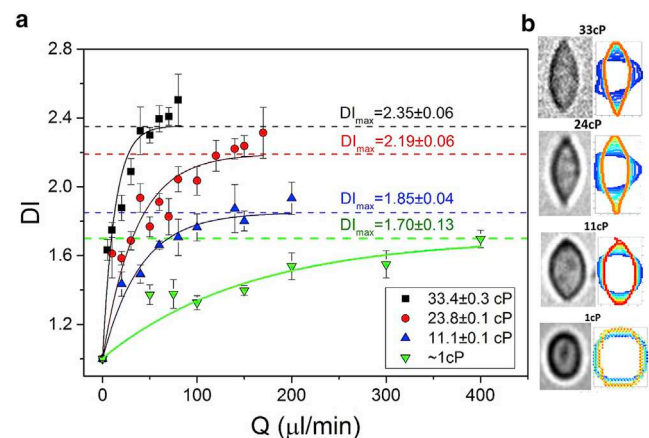 a
b
33cP
24cP
11cP
1cP
DI
2.8
2.4
2.0
1.6
1.2
DImax=2.35±0.06
DImax=2.19±0.06
DImax=1.85±0.04
DImax=1.70±0.13
33.4±0.3 cP
23.8±0.1 cP
11.1±0.1 cP
~1cP
0 100 200 300 400
Q (μl/min)